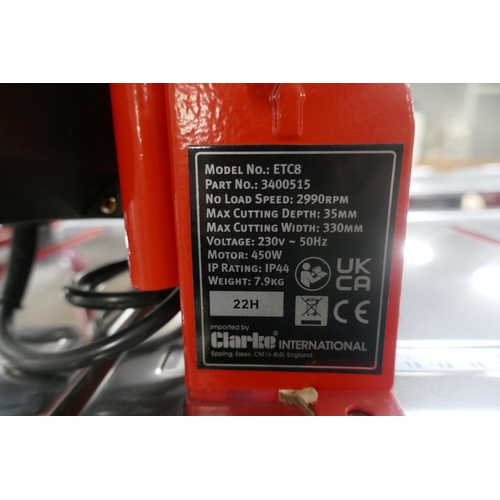 MODEL NO.: ETC8
PART NO.: 3400515
NO LOAD SPEED: 2990RPM
MAX CUTTING DEPTH: 35MM
MAX CUTTING WIDTH: 330MM
VOLTAGE: 230V ~ 50HZ
MOTOR: 450W
IP RATING: IP44
WEIGHT: 7.9KG
UK
CA
22H
CE
Imported by
Clarke® INTERNATIONAL
Epping, Essex, CM16 4LG, England.